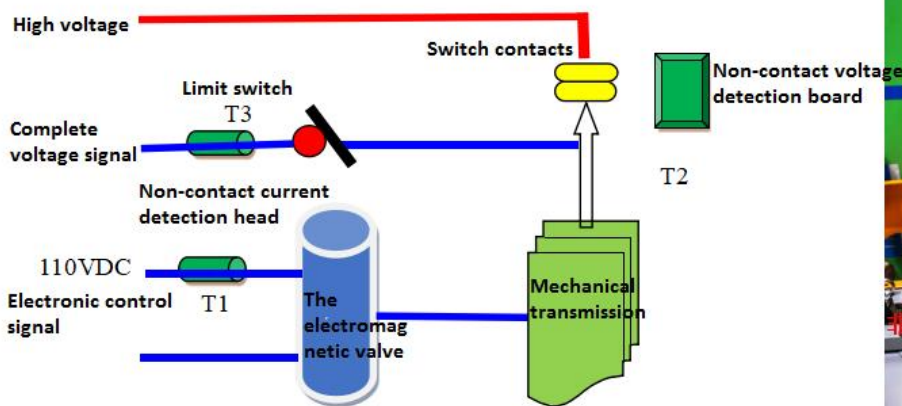 High voltage
Switch contacts
Non-contact voltage
detection board
Limit switch
T3
Complete
voltage signal
T2
Non-contact current
detection head
110VDC
T1
Electronic control
signal
The
electromag
netic valve
Mechanical
transmission